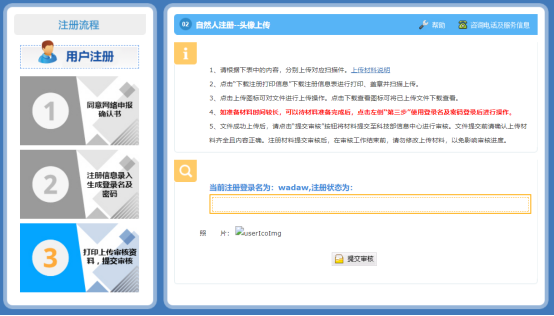 注册流程
用户注册
1
同意网络申报
确认书
2
注册信息录入
生成登录名及
密码
3
打印上传审核资
料，提交审核
02 自然人注册--头像上传
帮助
咨询电话及服务信息
1、请根据下表中的内容，分别上传对应扫描件。上传材料说明
2、点击"下载注册打印信息"下载注册信息表进行打印、盖章并扫描上传。
3、点击上传图标可对文件进行上传操作。点击下载查看图标可将已上传文件下载查看。
4、如准备材料时间较长，可以待材料准备完成后，点击左侧"第三步"使用登录名及密码登录后进行操作。
5、文件成功上传后，请点击"提交审核"按钮将材料提交至科技部信息中心进行审核。文件提交前请确认上传材
料齐全且内容正确。注册材料提交审核后，在审核工作结束前，请勿修改上传材料，以免影响审核进度。
当前注册登录名为：wadaw,注册状态为：
照 片： userIcoImg
提交审核